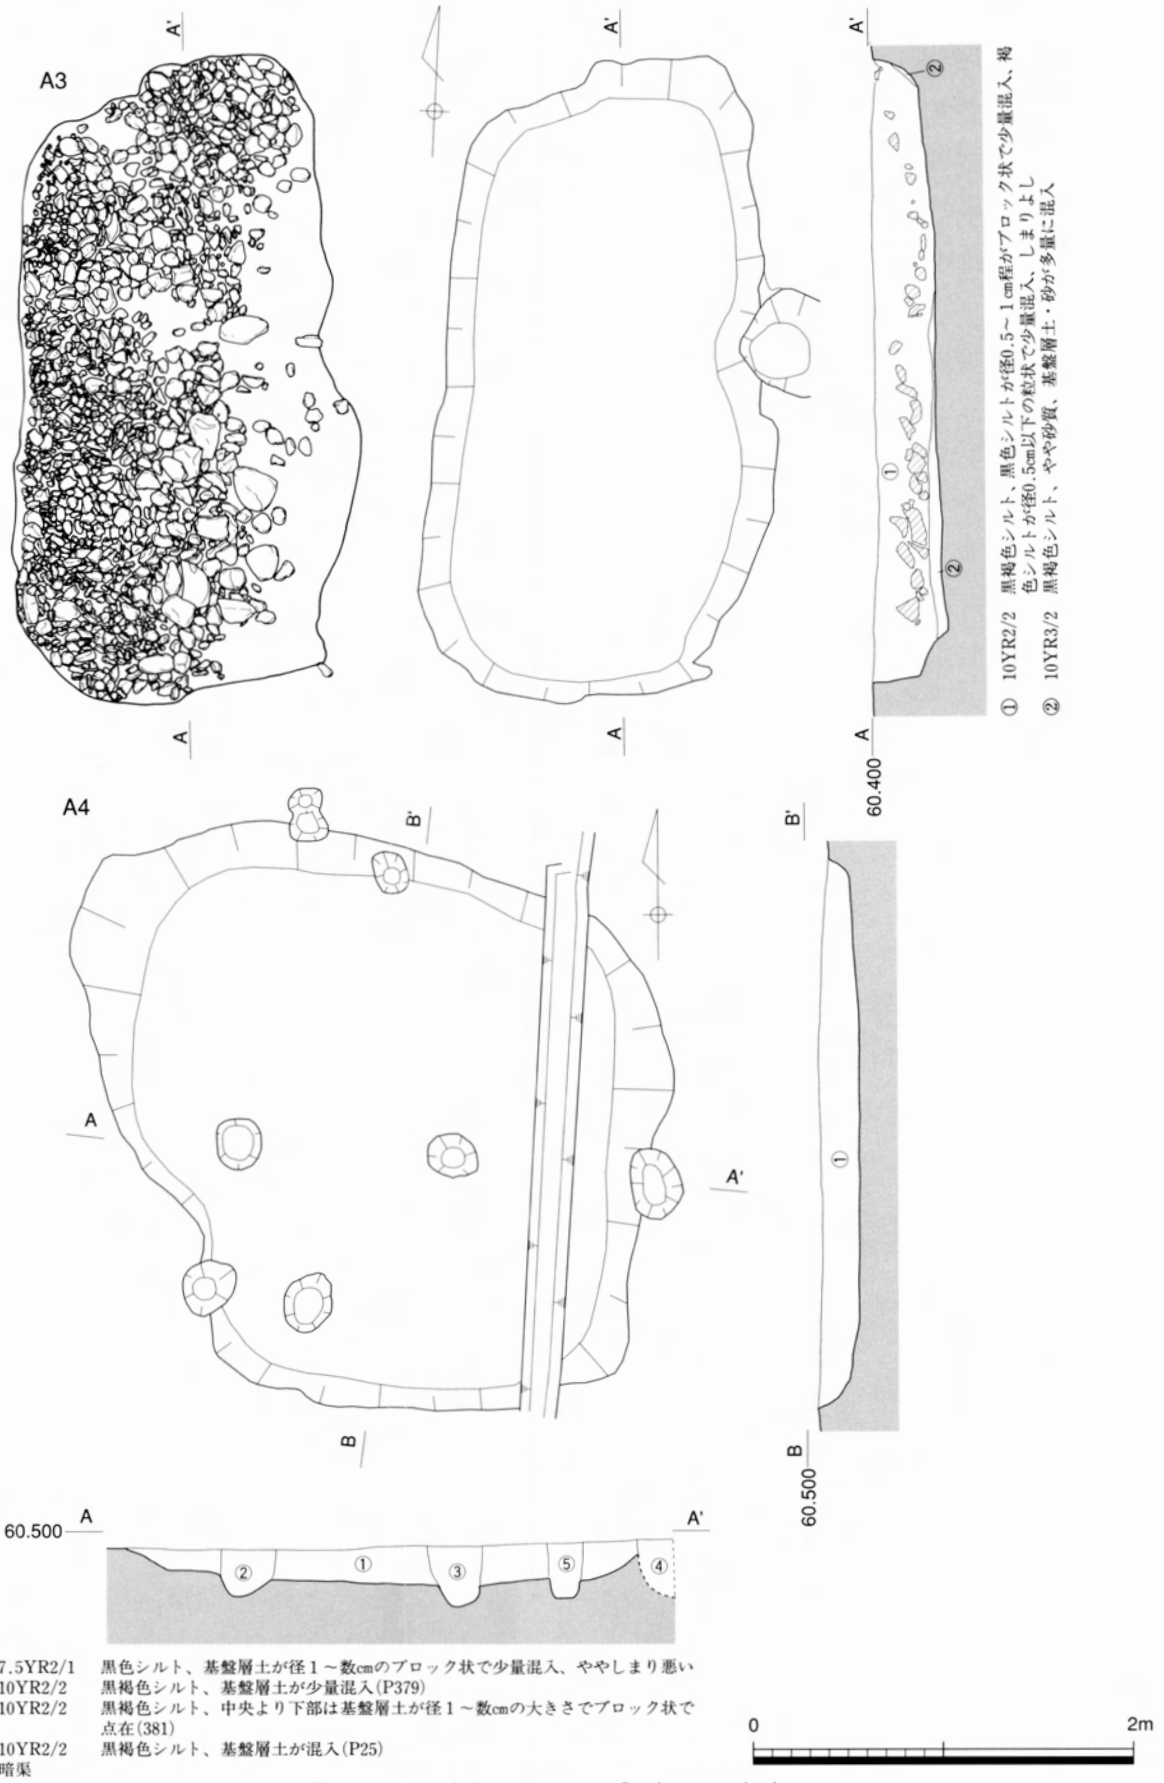 A3
A'
A'
A'
②
①
②
A
A
A
60.400
① 10YR2/2 黒褐色シルト、黒色シルトが径0.5～1cm程がブロック状で少量混入、褐
色シルトが径0.5cm以下の粒状で少量混入、しまりよし
② 10YR3/2 黒褐色シルト、やや砂質、基盤層土・砂が多量に混入
A4
B'
B'
A
A'
①
B
B
60.500
60.500
A
A'
②
①
③
⑤
④
7.5YR2/1 黒色シルト、基盤層土が径1～数cmのブロック状で少量混入、ややしまり悪い
10YR2/2 黒褐色シルト、基盤層土が少量混入(P379)
10YR2/2 黒褐色シルト、中央より下部は基盤層土が径1～数cmの大きさでブロック状で
点在(381)
10YR2/2 黒褐色シルト、基盤層土が混入(P25)
暗渠
0
2m